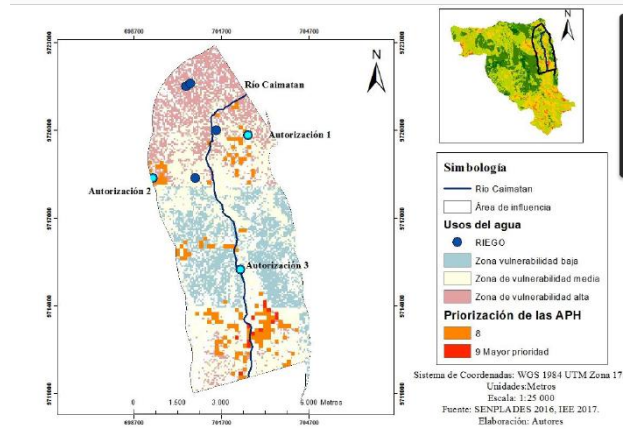 698700 701700 704700
9723000
9720000
9717000
9714000
9711000
N
Río Caimatan
Autorización 1
Autorización 2
Autorización 3
0 1.500 3.000 6.000 Metros
698700 701700 704700
N
Simbología
Río Caimatan
Área de influencia
Usos del agua
RIEGO
Zona vulnerabilidad baja
Zona de vulnerabilidad media
Zona de vulnerabilidad alta
Priorización de las APH
8
9 Mayor prioridad
Sistema de Coordenadas: WGS 1984 UTM Zona 17
Unidades:Metros
Escala: 1:25 000
Fuente: SENPLADES 2016, IEE 2017.
Elaboración: Autores